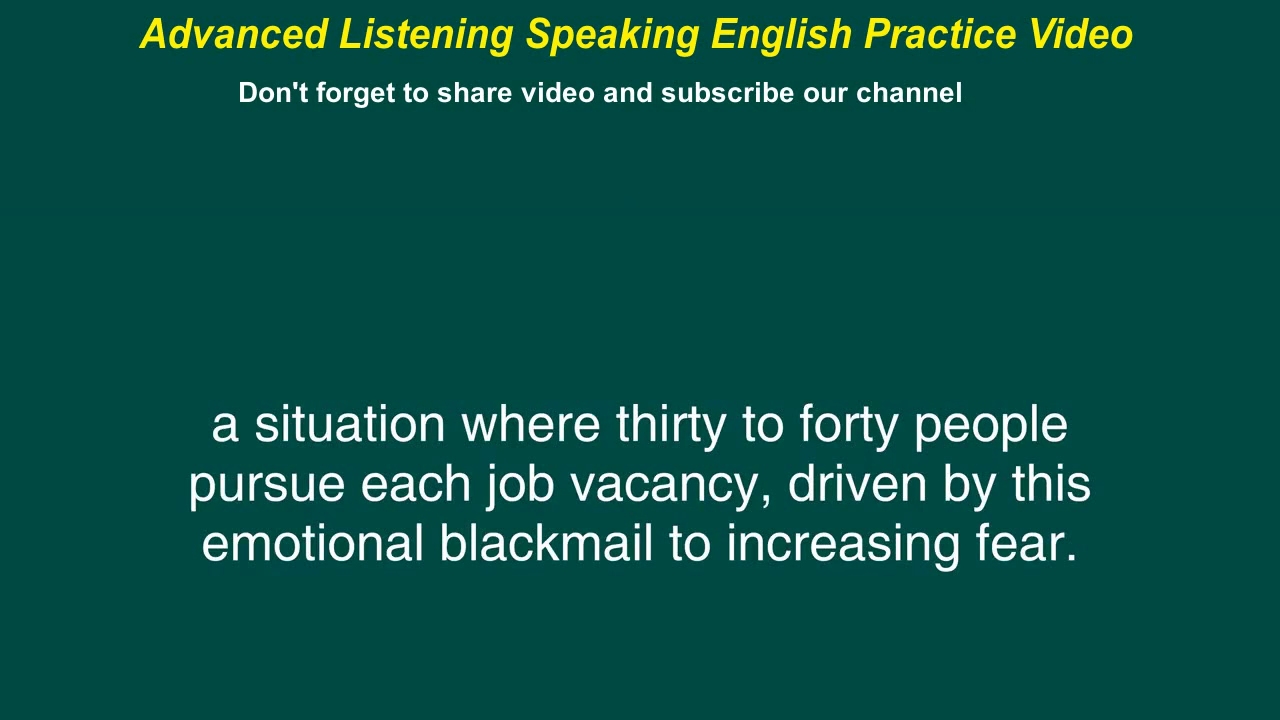 Advanced Listening Speaking English Practice Video
Don't forget to share video and subscribe our channel
a situation where thirty to forty people
pursue each job vacancy, driven by this
emotional blackmail to increasing fear.